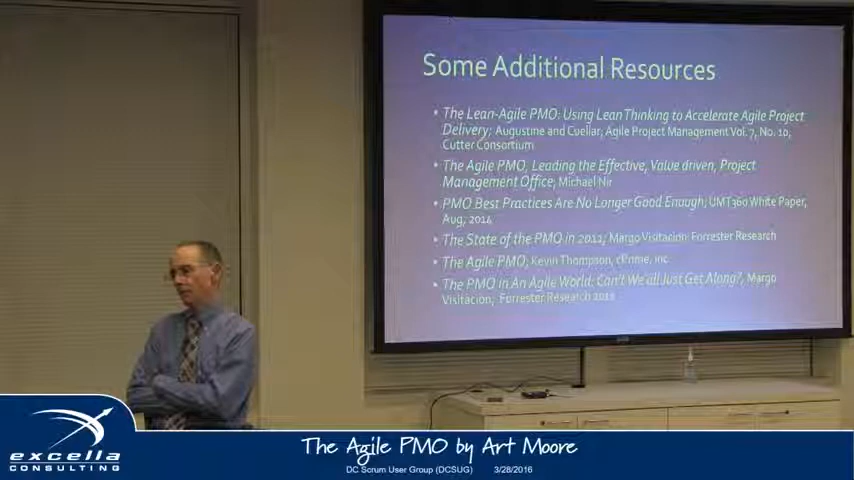 Some Additional Resources
• The Lean-Agile PMO: Using Lean Thinking to Accelerate Agile Project
Delivery; Augustine and Cuellar; Agile Project Management Vol. 7, No. 10,
Cutter Consortium
• The Agile PMO, Leading the Effective, Value driven, Project
Management Office; Michael Nir
• PMO Best Practices Are No Longer Good Enough; UMT360 White Paper,
Aug, 2014
• The State of the PMO in 2011; Margo Visitacion: Forrester Research
• The Agile PMO; Kevin Thompson, cPrime, Inc
• The PMO in An Agile World: Can't We all Just Get Along?, Margo
Visitacion, Forrester Research
excella
CONSULTING
The Agile PMO by Art Moore
DC Scrum User Group (DCSUG) 3/28/2016